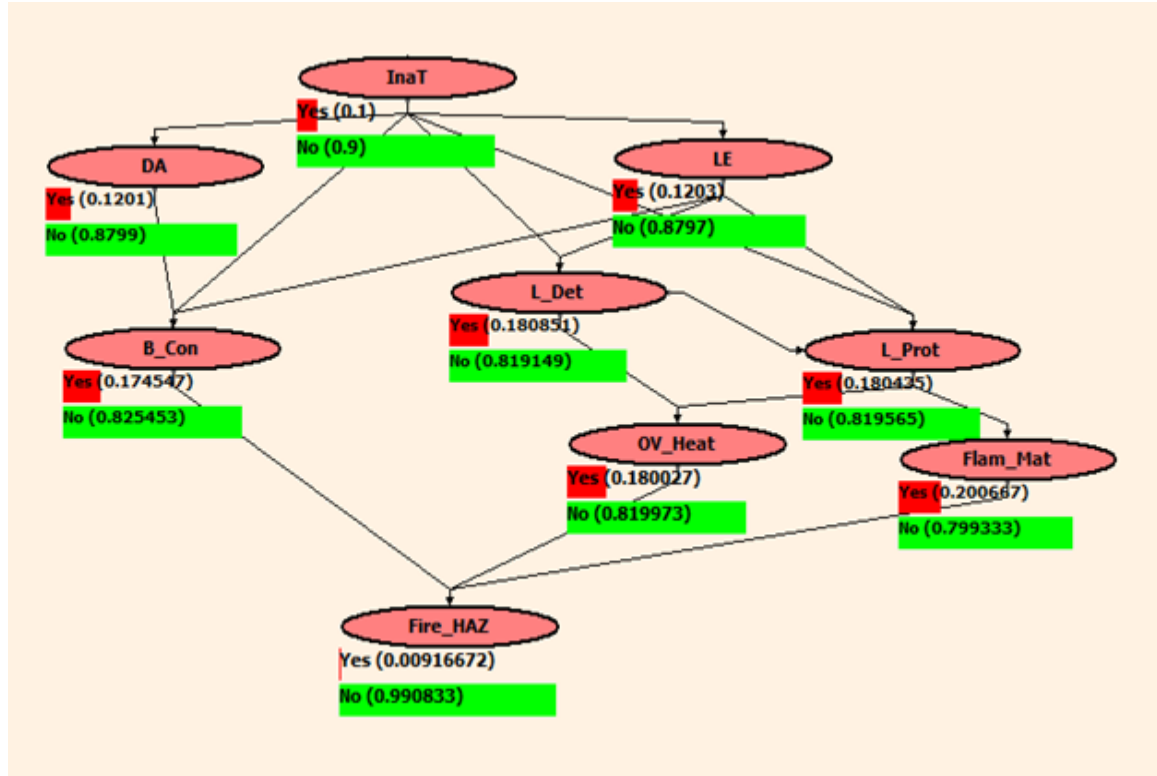 InaT
Yes (0.1)
No (0.9)
DA
Yes (0.1201)
No (0.8799)
LE
Yes (0.1203)
No (0.8797)
L_Det
Yes (0.180851)
No (0.819149)
B_Con
Yes (0.174547)
No (0.825453)
L_Prot
Yes (0.180435)
No (0.819565)
OV_Heat
Yes (0.180027)
No (0.819973)
Flam_Mat
Yes (0.200667)
No (0.799333)
Fire_HAZ
Yes (0.00916672)
No (0.990833)